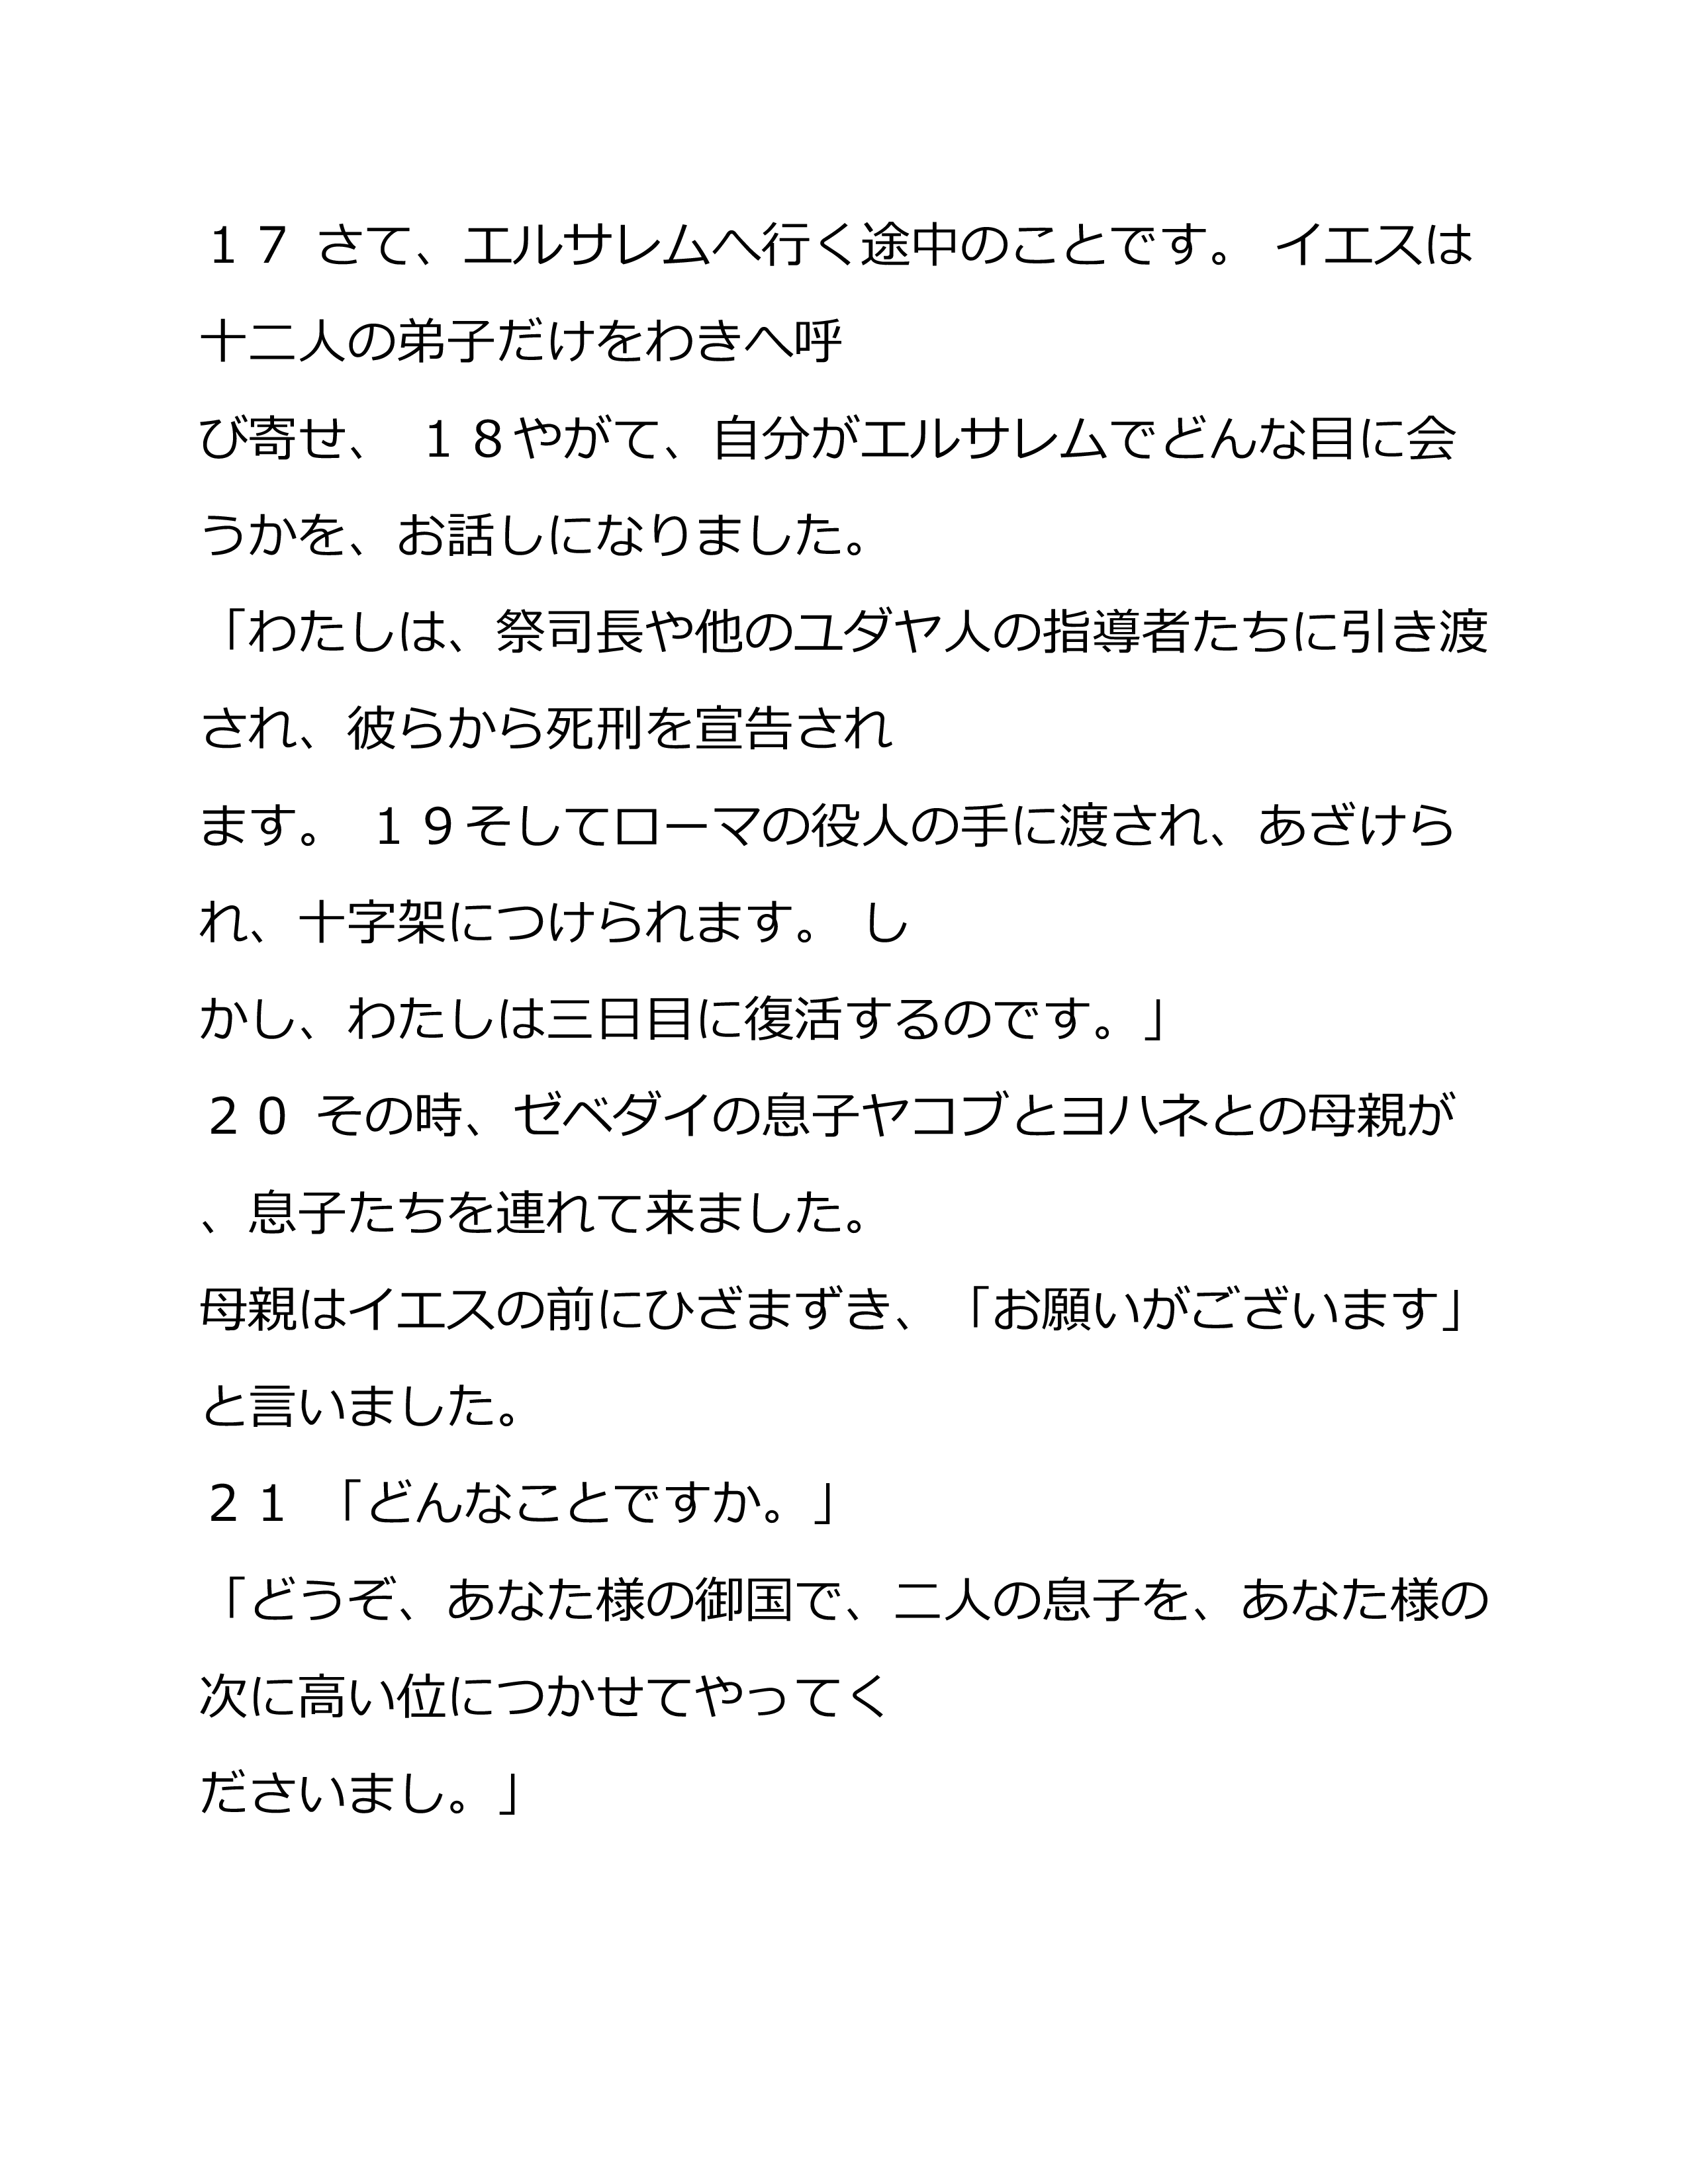 １７ さて、エルサレムへ行く途中のことです。 イエスは
十二人の弟子だけをわきへ呼
び寄せ、 １８やがて、自分がエルサレムでどんな目に会
うかを、お話しになりました。
「わたしは、祭司長や他のユダヤ人の指導者たちに引き渡
され、彼らから死刑を宣告され
ます。 １９そしてローマの役人の手に渡され、あざけら
れ、十字架につけられます。 し
かし、わたしは三日目に復活するのです。」
２０ その時、ゼベダイの息子ヤコブとヨハネとの母親が
、息子たちを連れて来ました。
母親はイエスの前にひざまずき、「お願いがございます」
と言いました。
２１ 「どんなことですか。」
「どうぞ、あなた様の御国で、二人の息子を、あなた様の
次に高い位につかせてやってく
ださいまし。」